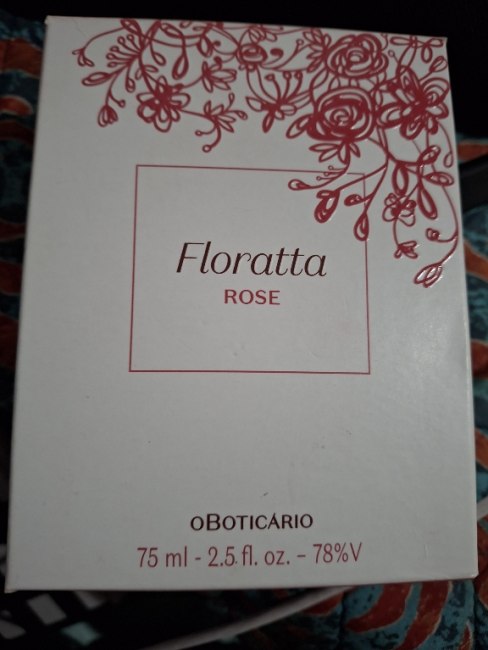 Floratta
ROSE
oBOTICÁRIO
75 ml - 2.5 fl. oz. – 78%V